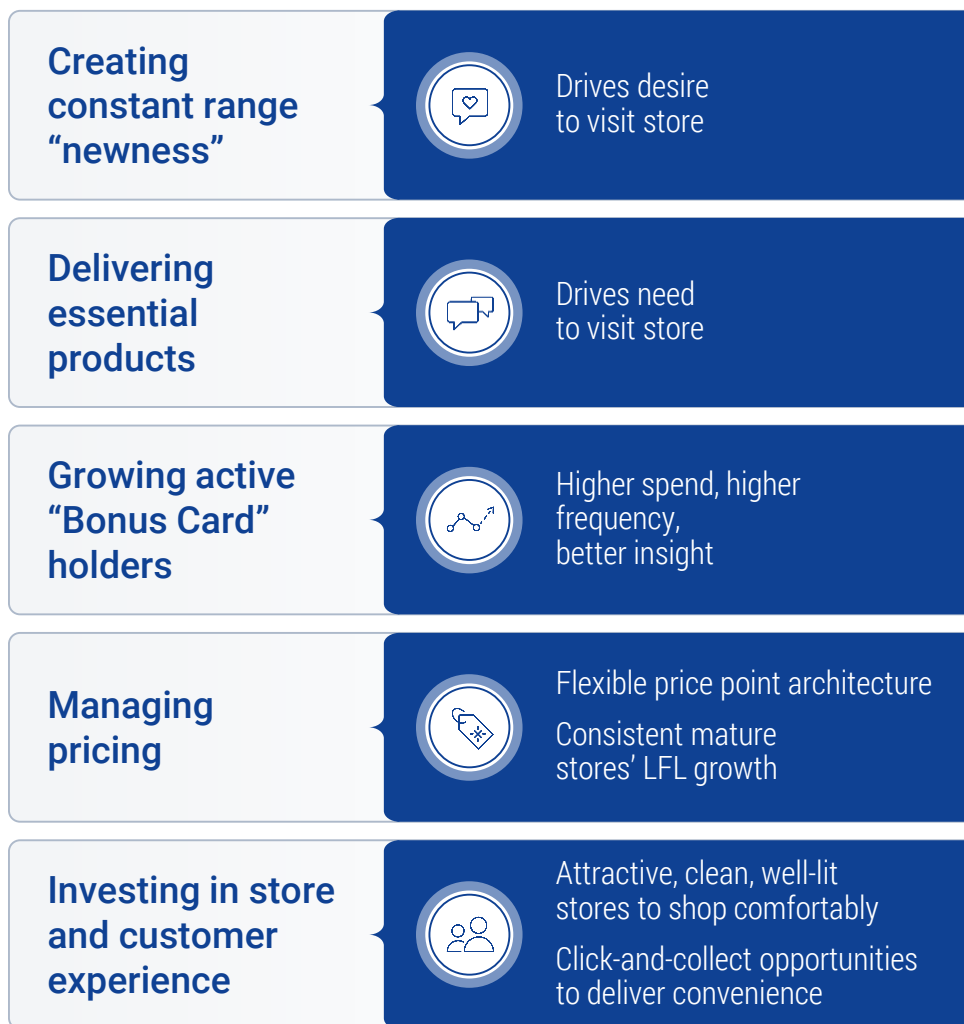 Creating
constant range
“newness”
Drives desire
to visit store
Delivering
essential
products
Drives need
to visit store
Growing active
“Bonus Card”
holders
Higher spend, higher
frequency,
better insight
Managing
pricing
Flexible price point architecture
Consistent mature
stores’ LFL growth
Investing in store
and customer
experience
Attractive, clean, well-lit
stores to shop comfortably
Click-and-collect opportunities
to deliver convenience